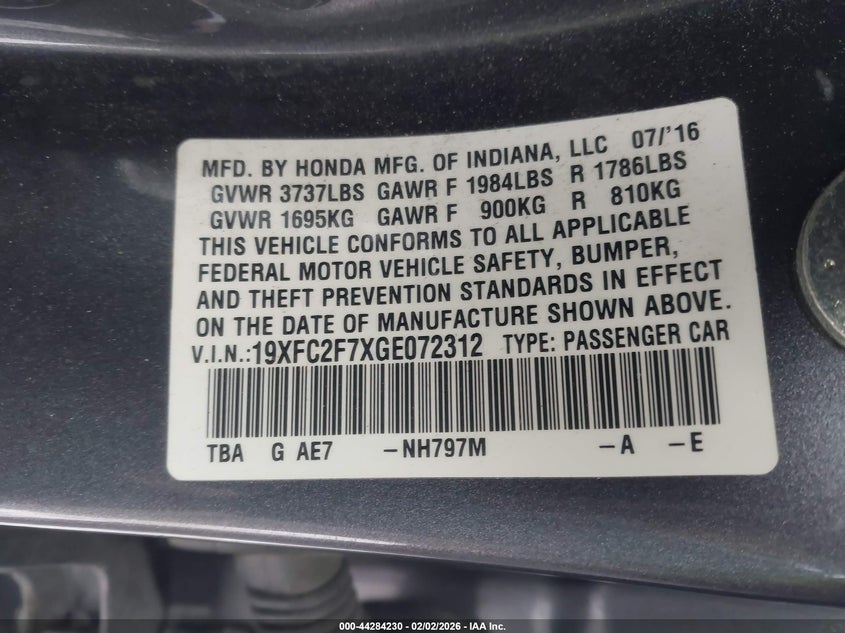 MFD. BY HONDA MFG. OF INDIANA, LLC 07/'16
GVWR 3737LBS GAWR F 1984LBS R 1786LBS
GVWR 1695KG GAWR F 900KG R 810KG
THIS VEHICLE CONFORMS TO ALL APPLICABLE
FEDERAL MOTOR VEHICLE SAFETY, BUMPER,
AND THEFT PREVENTION STANDARDS IN EFFECT
ON THE DATE OF MANUFACTURE SHOWN ABOVE.
V.I.N.:19XFC2F7XGE072312 TYPE: PASSENGER CAR
TBA G AE7 -NH797M -A -E
000-44284230 - 02/02/2026 - IAA Inc.